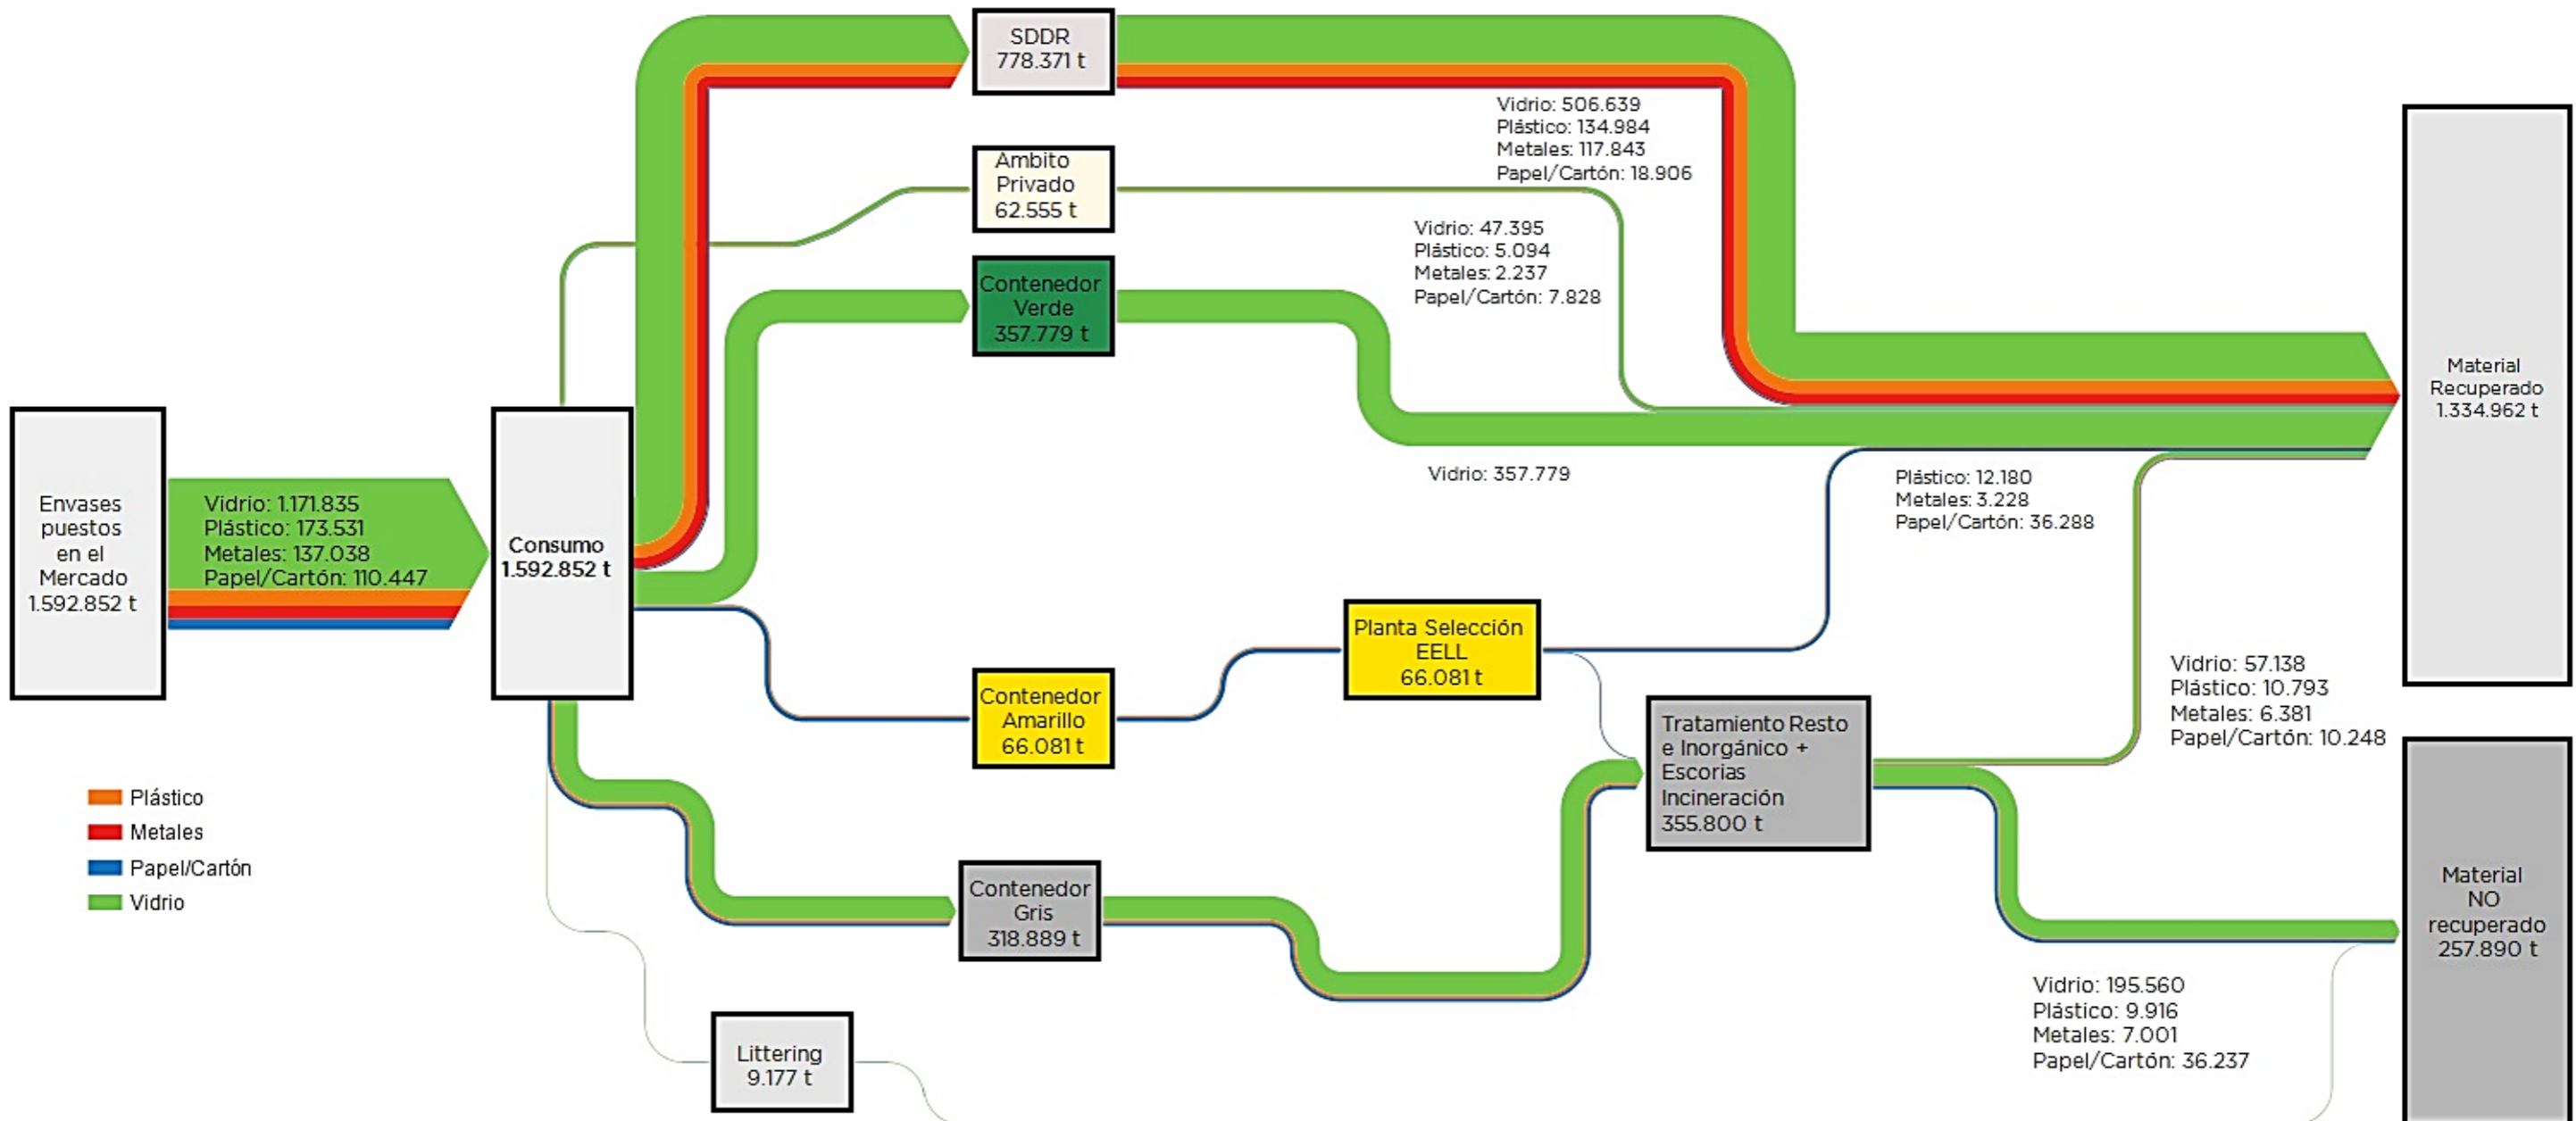 SDDR
778.371 t
Vidrio: 506.639
Plástico: 134.984
Metales: 117.843
Papel/Cartón: 18.906
Ambito
Privado
62.555 t
Vidrio: 47.395
Plástico: 5.094
Metales: 2.237
Papel/Cartón: 7.828
Contenedor
Verde
357.779 t
Vidrio: 357.779
Envases
puestos
en el
Mercado
1.592.852 t
Vidrio: 1.171.835
Plástico: 173.531
Metales: 137.038
Papel/Cartón: 110.447
Consumo
1.592.852 t
Material
Recuperado
1.334.962 t
Plástico: 12.180
Metales: 3.228
Papel/Cartón: 36.288
Planta Selección
EELL
66.081 t
Contenedor
Amarillo
66.081 t
Tratamiento Resto
e Inorgánico +
Escorias
Incineración
355.800 t
Vidrio: 57.138
Plástico: 10.793
Metales: 6.381
Papel/Cartón: 10.248
Plástico
Metales
Papel/Cartón
Vidrio
Contenedor
Gris
318.889 t
Material
NO
recuperado
257.890 t
Vidrio: 195.560
Plástico: 9.916
Metales: 7.001
Papel/Cartón: 36.237
Littering
9.177 t